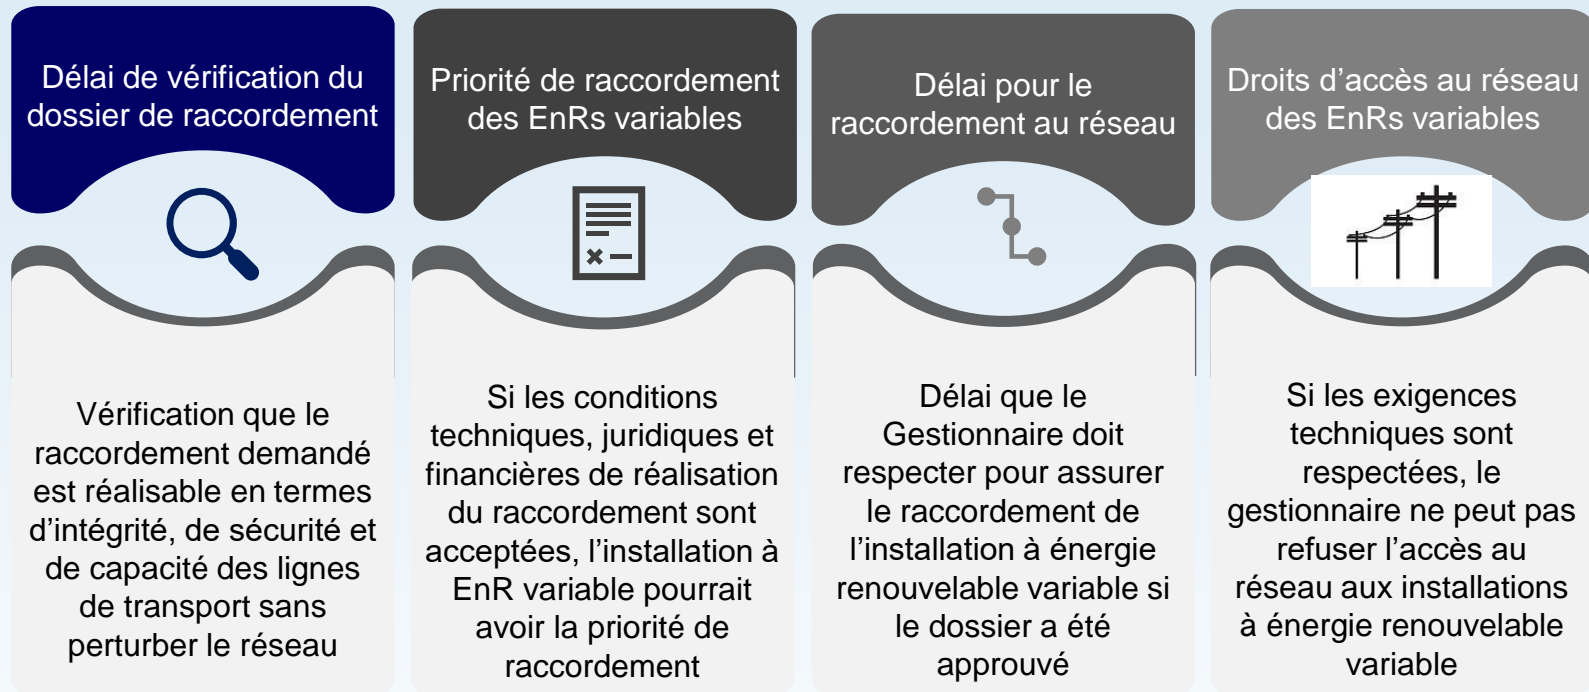 Délai de vérification du
dossier de raccordement
Vérification que le
raccordement demandé
est réalisable en termes
d’intégrité, de sécurité et
de capacité des lignes
de transport sans
perturber le réseau
Priorité de raccordement
des EnRs variables
Si les conditions
techniques, juridiques et
financières de réalisation
du raccordement sont
acceptées, l’installation à
EnR variable pourrait
avoir la priorité de
raccordement
Délai pour le
raccordement au réseau
Délai que le
Gestionnaire doit
respecter pour assurer
le raccordement de
l’installation à énergie
renouvelable variable si
le dossier a été
approuvé
Droits d’accès au réseau
des EnRs variables
Si les exigences
techniques sont
respectées, le
gestionnaire ne peut pas
refuser l’accès au
réseau aux installations
à énergie renouvelable
variable